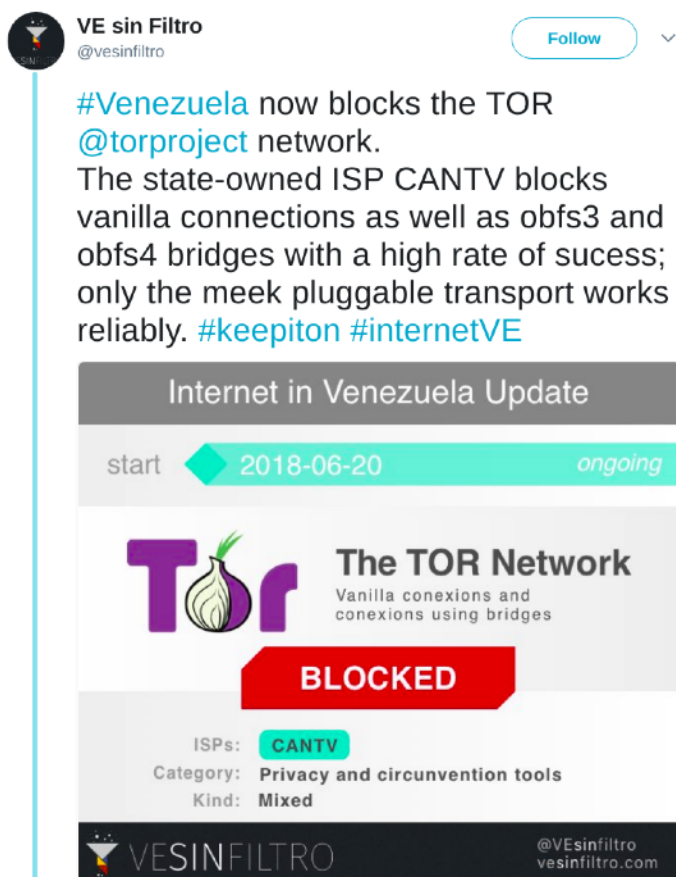 VE sin Filtro
@vesinfiltro
Follow
#Venezuela now blocks the TOR
@torproject network.
The state-owned ISP CANTV blocks
vanilla connections as well as obfs3 and
obfs4 bridges with a high rate of sucess;
only the meek pluggable transport works
reliably. #keepiton #internetVE
Internet in Venezuela Update
start 2018-06-20 ongoing
Tor
The TOR Network
Vanilla conexions and
conexions using bridges
BLOCKED
ISPs: CANTV
Category: Privacy and circunvention tools
Kind: Mixed
VESINFILTRO
@VEsinfiltro
vesinfiltro.com